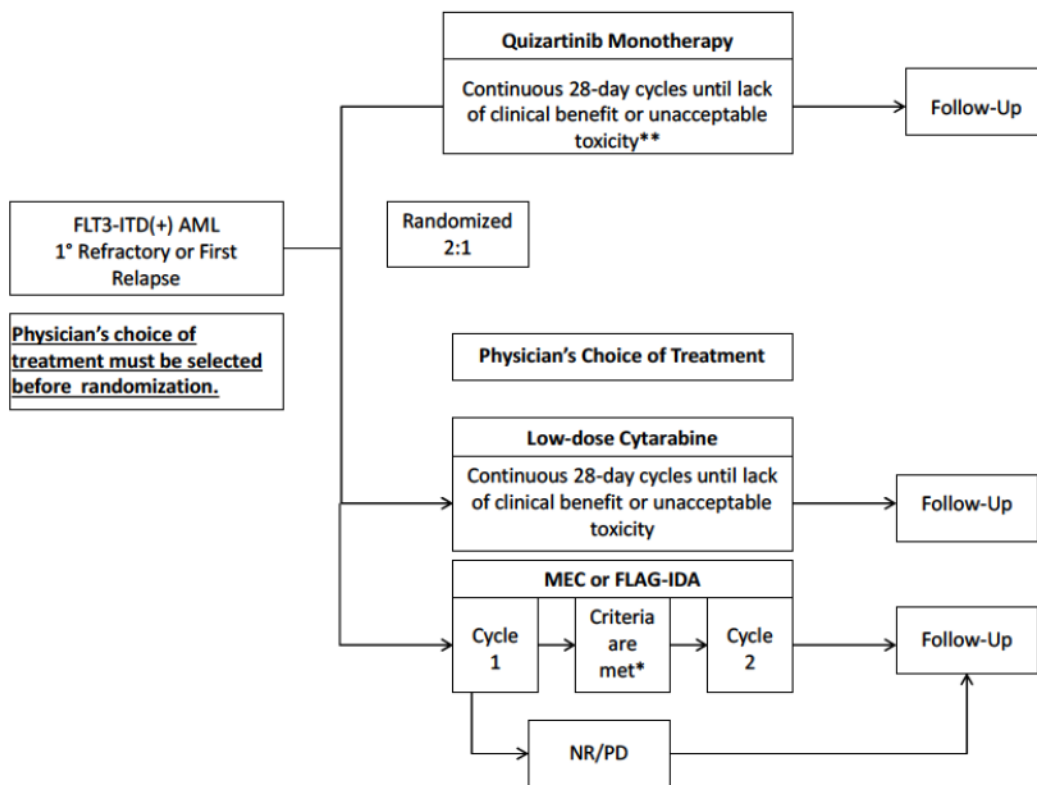 Quizartinib Monotherapy
Continuous 28-day cycles until lack
of clinical benefit or unacceptable
toxicity**
Follow-Up
FLT3-ITD(+) AML
1° Refractory or First
Relapse
Randomized
2:1
Physician's choice of
treatment must be selected
before randomization.
Physician's Choice of Treatment
Low-dose Cytarabine
Continuous 28-day cycles until lack
of clinical benefit or unacceptable
toxicity
Follow-Up
MEC or FLAG-IDA
Cycle
1
Criteria
are
met*
Cycle
2
Follow-Up
NR/PD